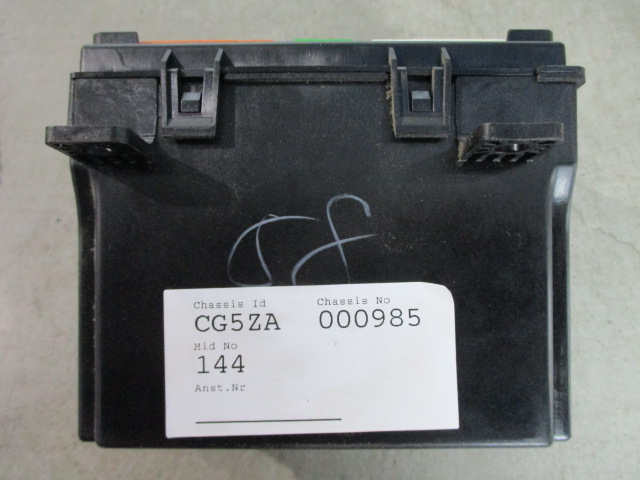 Chassis Id Chassis No
CG5ZA 000985
Mid No
144
Anst.Nr